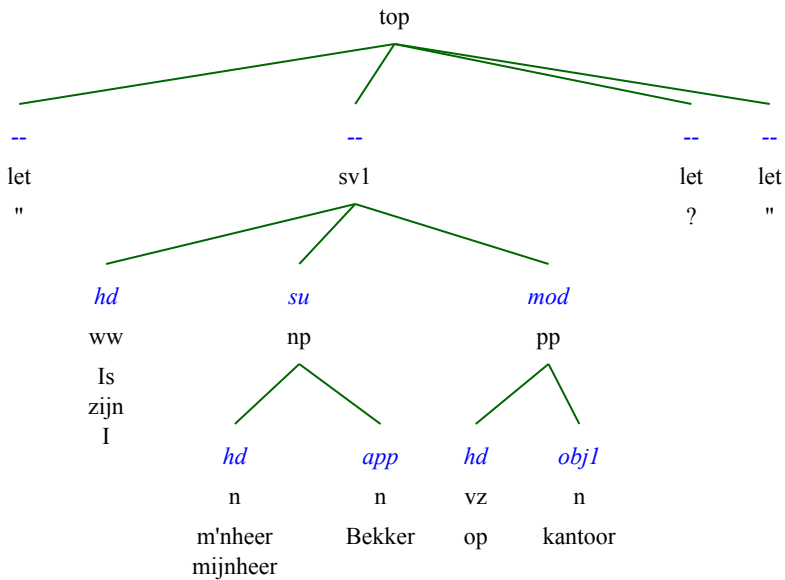 top
-- -- -- --
let sv1 let let
" ? "
hd su mod
ww np pp
Is
zijn
I
hd app hd obj1
n n vz n
m'nheer Bekker op kantoor
mijnheer